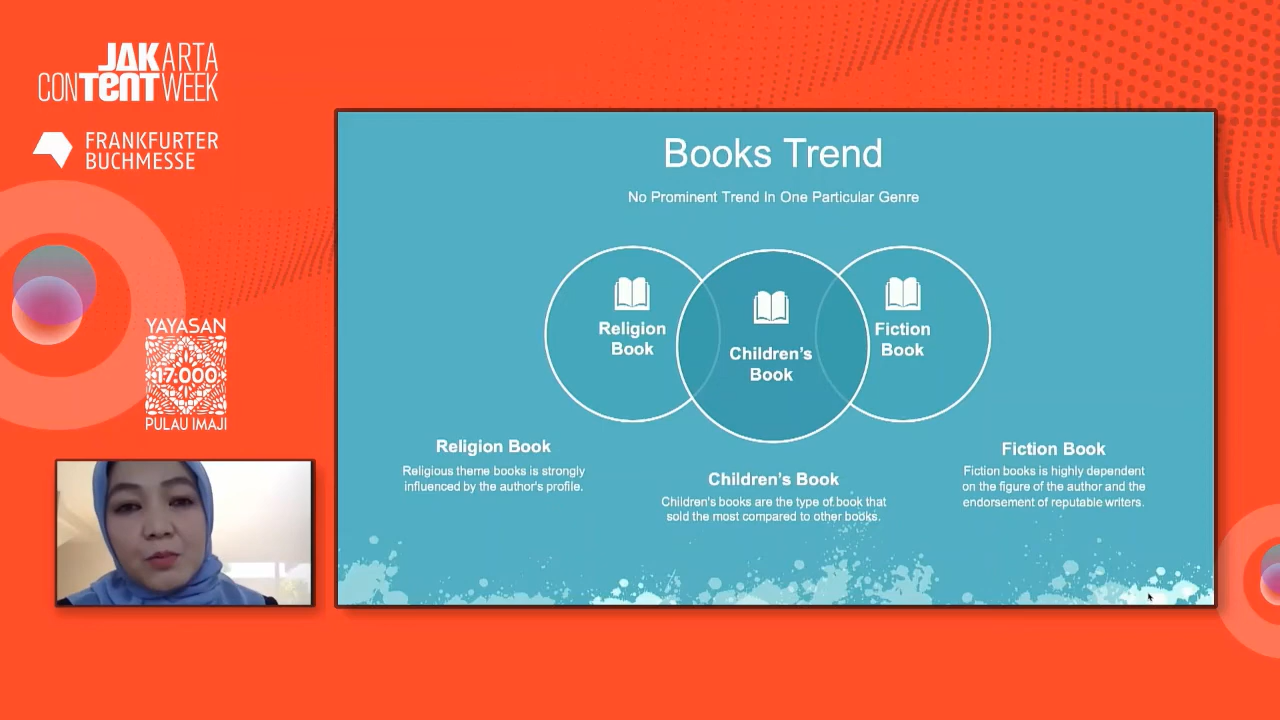 JAKARTA
CONTENT WEEK
FRANKFURTER
BUCHMESSE
YAYASAN
17.000
PULAU IMAJI
Books Trend
No Prominent Trend In One Particular Genre
Religion
Book
Children's
Book
Fiction
Book
Religion Book
Religious theme books is strongly
influenced by the author's profile.
Children's Book
Children's books are the type of book that
sold the most compared to other books.
Fiction Book
Fiction books is highly dependent
on the figure of the author and the
endorsement of reputable writers.